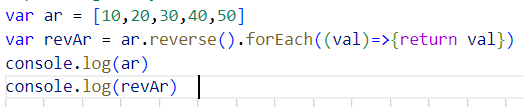 var ar = [10,20,30,40,50]
var revAr = ar.reverse().forEach((val)=>{return val})
console.log(ar)
console.log(revAr)